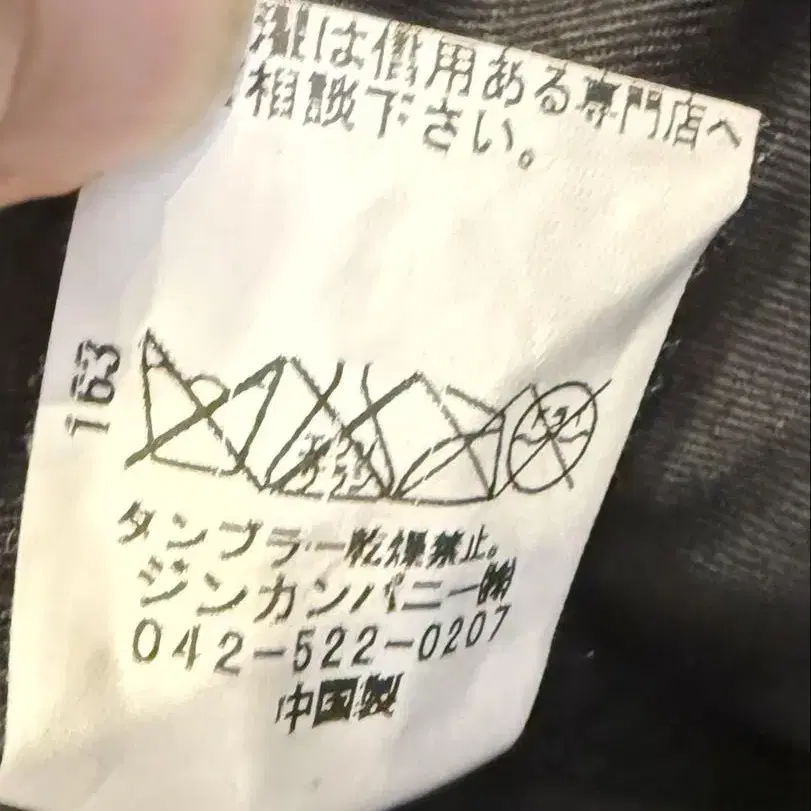 濯は信用ある専門店へ
相談下さい。
163
タンブラー乾燥禁止。
ジンカンパニー㈱
042-522-0207
中国製